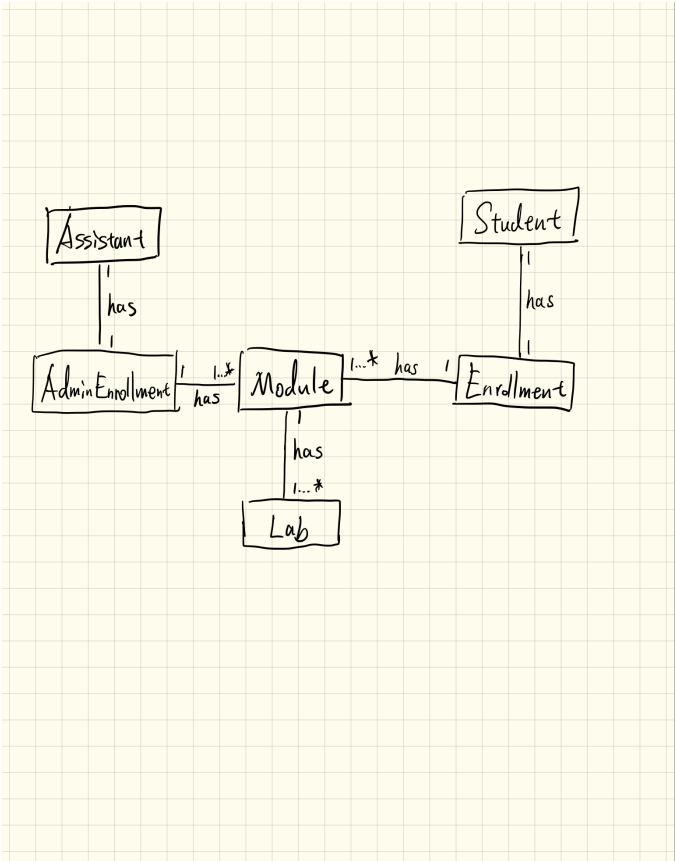 Student
Assistant
1
1
has
has
1
1
1
1...*
1...*
has
1
AdminEnrollment
has
Module
Enrollment
1
has
1...*
Lab